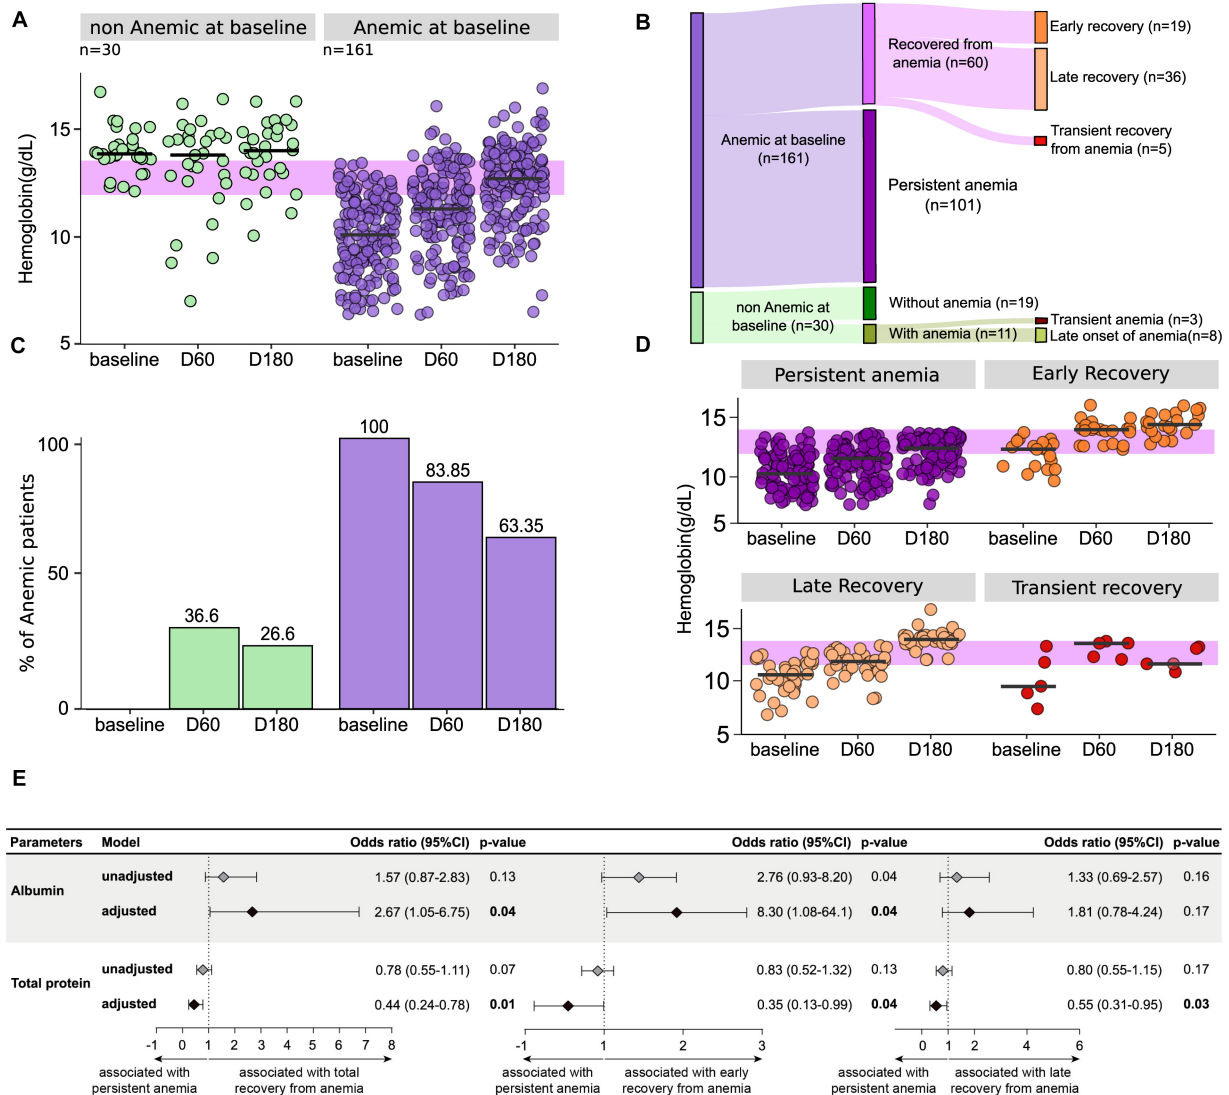 A
non Anemic at baseline
Anemic at baseline
n=30
n=161
Hemoglobin(g/dL)
15
10
5
baseline
D60
D180
baseline
D60
D180
B
Anemic at baseline
(n=161)
Recovered from
anemia (n=60)
Early recovery (n=19)
Late recovery (n=36)
Transient recovery
from anemia (n=5)
Persistent anemia
(n=101)
non Anemic at
baseline (n=30)
Without anemia (n=19)
With anemia (n=11)
Transient anemia (n=3)
Late onset of anemia(n=8)
C
% of Anemic patients
100
50
0
36.6
26.6
100
83.85
63.35
baseline
D60
D180
baseline
D60
D180
D
Persistent anemia
Early Recovery
Hemoglobin(g/dL)
15
10
5
baseline
D60
D180
baseline
D60
D180
Late Recovery
Transient recovery
15
10
5
baseline
D60
D180
baseline
D60
D180
E
Parameters Model Odds ratio (95%CI) p-value Odds ratio (95%CI) p-value Odds ratio (95%CI) p-value
Albumin
unadjusted 1.57 (0.87-2.83) 0.13 2.76 (0.93-8.20) 0.04 1.33 (0.69-2.57) 0.16
adjusted 2.67 (1.05-6.75) 0.04 8.30 (1.08-64.1) 0.04 1.81 (0.78-4.24) 0.17
Total protein
unadjusted 0.78 (0.55-1.11) 0.07 0.83 (0.52-1.32) 0.13 0.80 (0.55-1.15) 0.17
adjusted 0.44 (0.24-0.78) 0.01 0.35 (0.13-0.99) 0.04 0.55 (0.31-0.95) 0.03
-1 0 1 2 3 4 5 6 7 8
-1 1 2 3
0 1 2 4 6
associated with
persistent anemia
associated with total
recovery from anemia
associated with
persistent anemia
associated with early
recovery from anemia
associated with
persistent anemia
associated with late
recovery from anemia